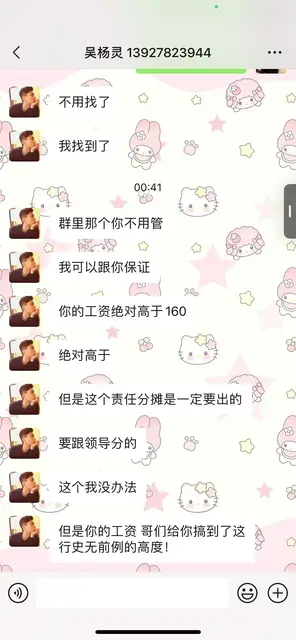 吴杨灵 13927823944
不用找了
我找到了
00:41
群里那个你不用管
我可以跟你保证
你的工资绝对高于160
绝对高于
但是这个责任分摊是一定要出的
要跟领导分的
这个我没办法
但是你的工资 哥们给你搞到了这
行史无前例的高度！